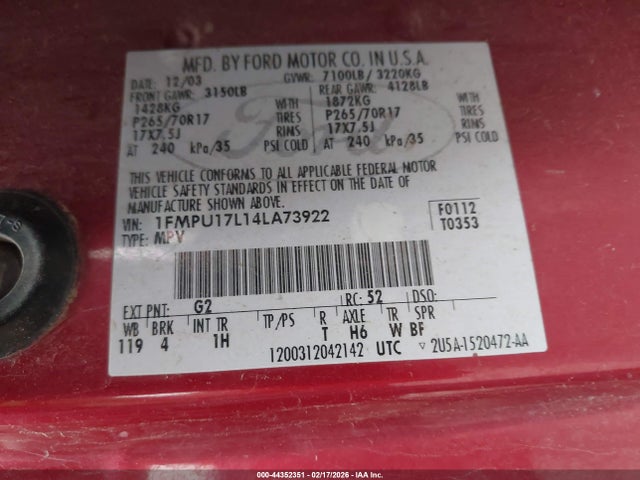 MFD. BY FORD MOTOR CO. IN U.S.A.
DATE: 12/03 GVWR: 7100LB/ 3220KG
FRONT GAWR: 3150LB REAR GAWR: 4128LB
1428KG WITH 1872KG WITH
P265/70R17 TIRES P265/70R17 TIRES
17X7.5J RIMS 17X7.5J RIMS
AT 240 kPa/35 PSI COLD AT 240 kPa/35 PSI COLD
THIS VEHICLE CONFORMS TO ALL APPLICABLE FEDERAL MOTOR
VEHICLE SAFETY STANDARDS IN EFFECT ON THE DATE OF
MANUFACTURE SHOWN ABOVE.
VIN: 1FMPU17L14LA73922 F0112
TYPE: MPV T0353
EXT PNT: G2 RC: 52 DSO:
WB BRK INT TR TP/PS R AXLE TR SPR
119 4 1H T H6 W BF
1200312042142 UTC ▿ 2U5A-1520472-AA
Ford
000-44352351 - 02/17/2026 - IAAI.COM